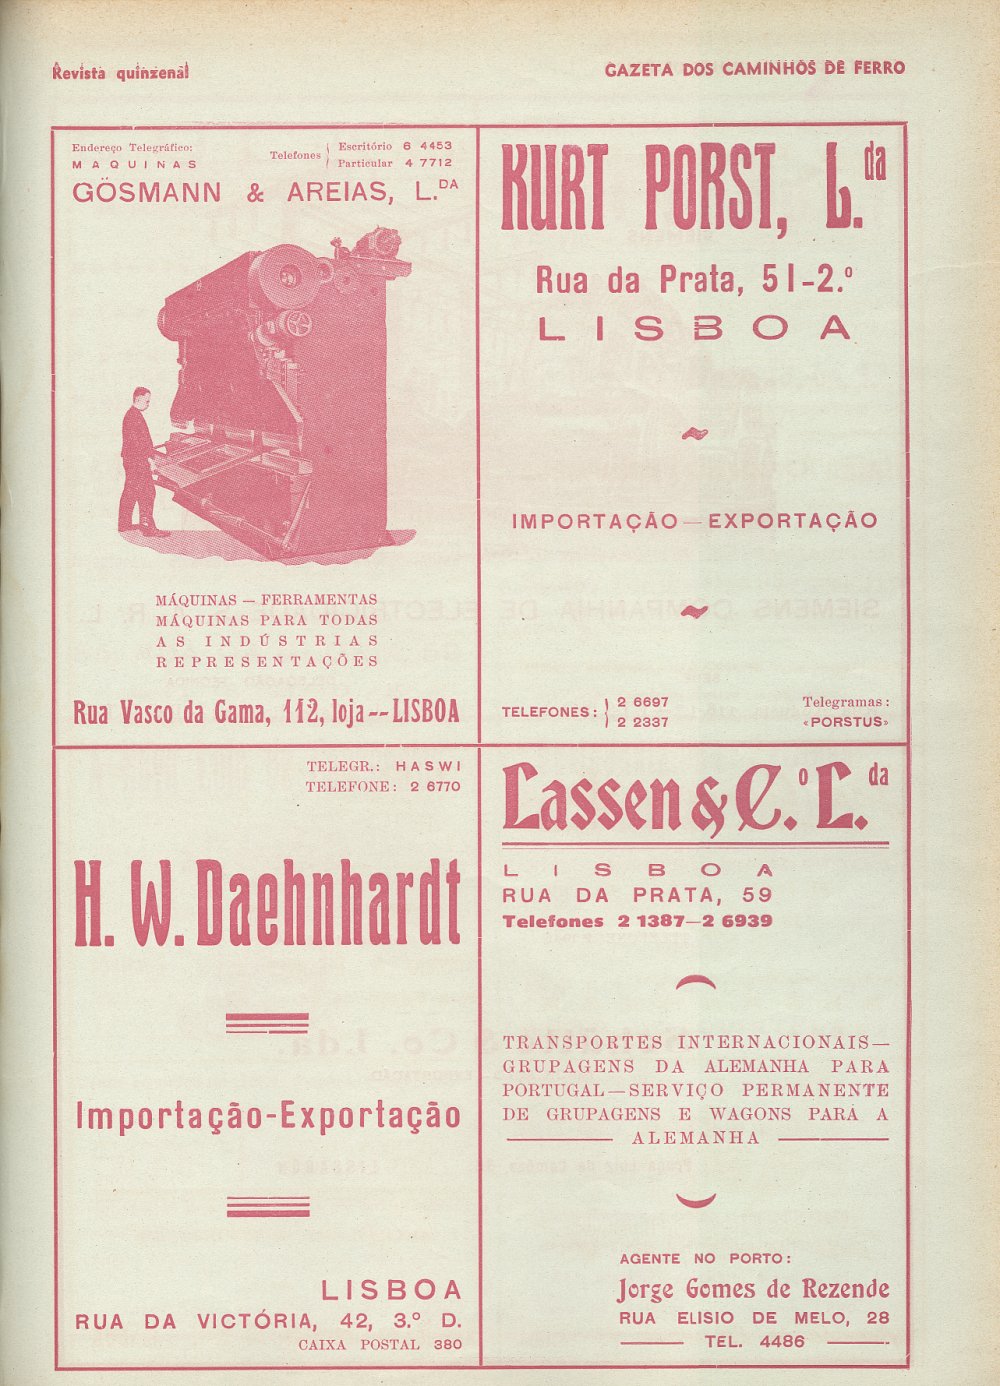 Revista quinzenal
GAZETA DOS CAMINHOS DE FERRO
Endereço Telegráfico:
MAQUINAS
Telefones
Escritório 6 4453
Particular 4 7712
GÖSMANN & AREIAS, L.DA
MÁQUINAS — FERRAMENTAS
MÁQUINAS PARA TODAS
AS INDÚSTRIAS
REPRESENTAÇÕES
Rua Vasco da Gama, 112, loja--LISBOA
KURT PORST, L.da
Rua da Prata, 51-2.º
LISBOA
IMPORTAÇÃO — EXPORTAÇÃO
TELEFONES:
2 6697
2 2337
Telegramas:
«PORSTUS»
TELEGR.: HASWI
TELEFONE: 2 6770
H. W. Daehnhardt
Importação-Exportação
LISBOA
RUA DA VICTÓRIA, 42, 3.º D.
CAIXA POSTAL 380
Lassen & C.º L.da
LISBOA
RUA DA PRATA, 59
Telefones 2 1387—2 6939
TRANSPORTES INTERNACIONAIS—
GRUPAGENS DA ALEMANHA PARA
PORTUGAL—SERVIÇO PERMANENTE
DE GRUPAGENS E WAGONS PARÁ A
ALEMANHA
AGENTE NO PORTO:
Jorge Gomes de Rezende
RUA ELISIO DE MELO, 28
TEL. 4486